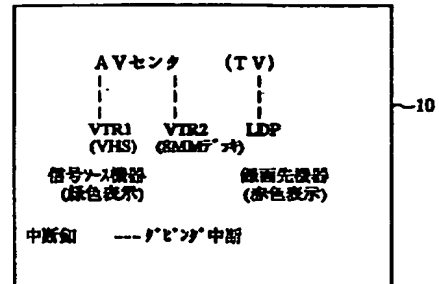 AVセンタ (TV)
VTR1 VTR2 LDP
(VHS) (8MMデッキ)
信号ソース機器 録画先機器
(緑色表示) (赤色表示)
中断釦 ---ダビング中断
10